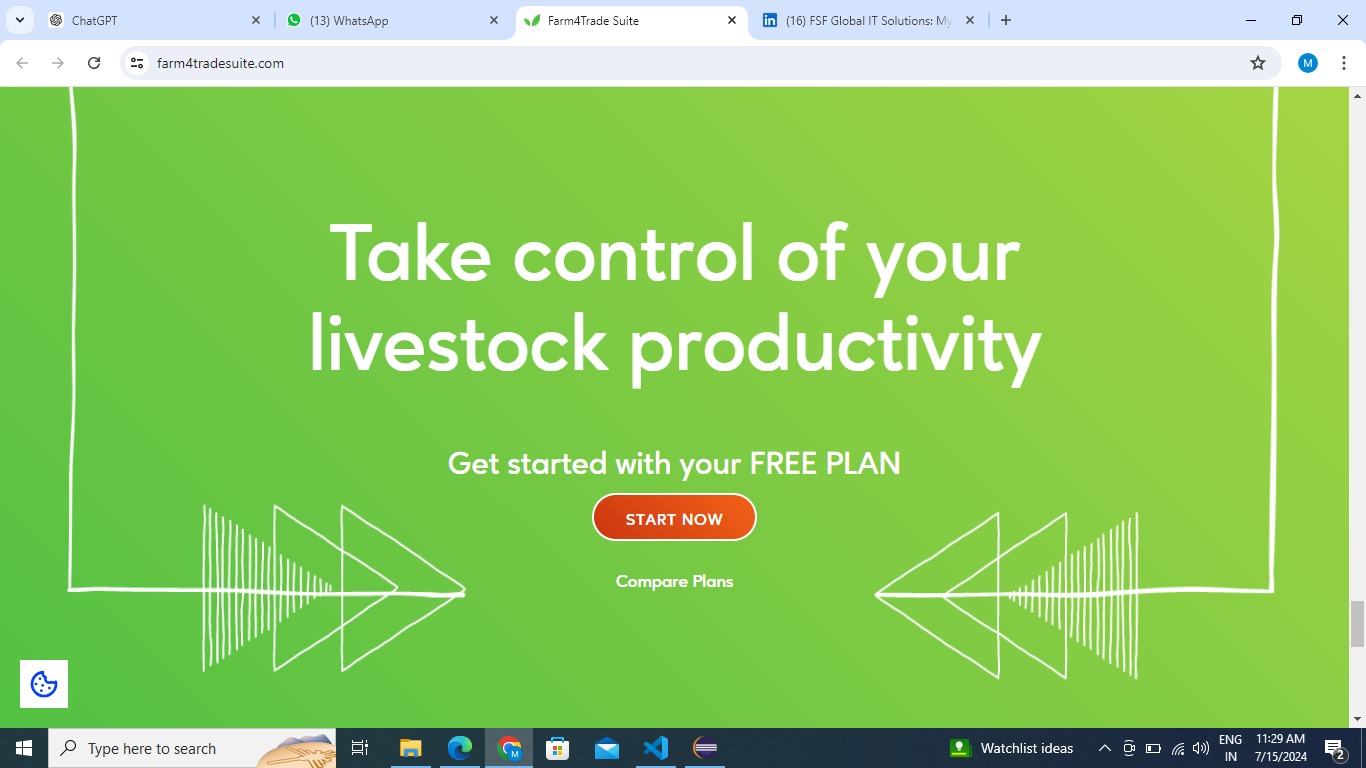 ChatGPT
(13) WhatsApp
Farm4Trade Suite
(16) FSF Global IT Solutions: My
farm4tradesuite.com
M
Take control of your
livestock productivity
Get started with your FREE PLAN
START NOW
Compare Plans
Type here to search
M
Watchlist ideas
ENG
IN
11:29 AM
7/15/2024
2